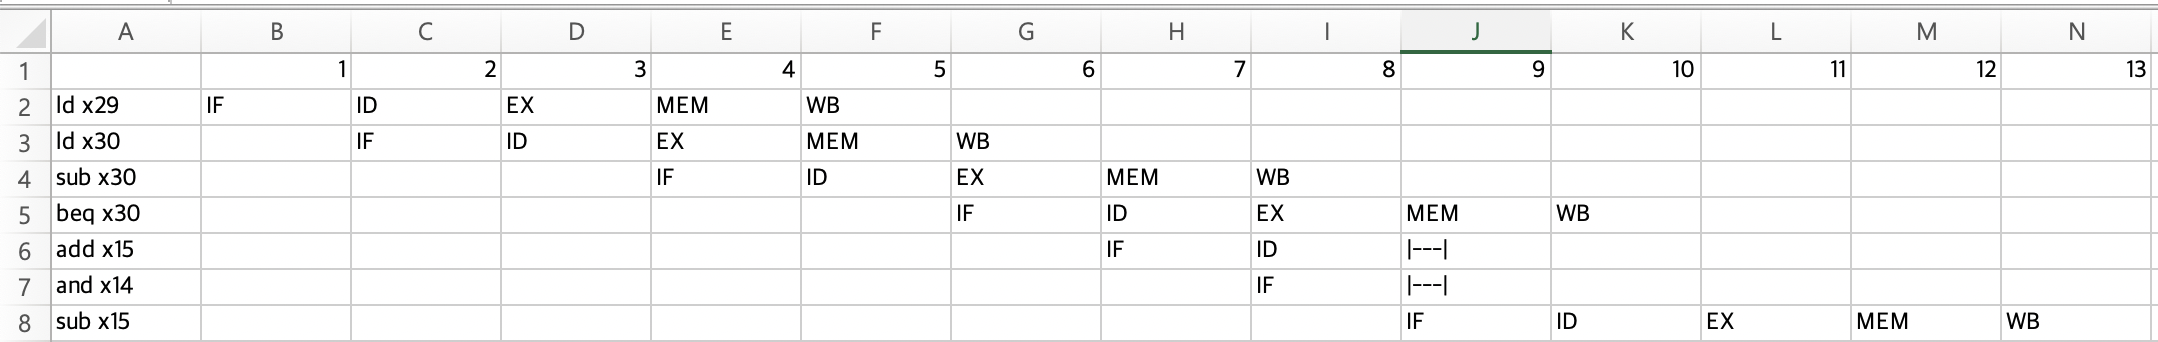 A B C D E F G H I J K L M N
1 1 2 3 4 5 6 7 8 9 10 11 12 13
2 ld x29 IF ID EX MEM WB
3 ld x30 IF ID EX MEM WB
4 sub x30 IF ID EX MEM WB
5 beq x30 IF ID EX MEM WB
6 add x15 IF ID |---|
7 and x14 IF |---|
8 sub x15 IF ID EX MEM WB